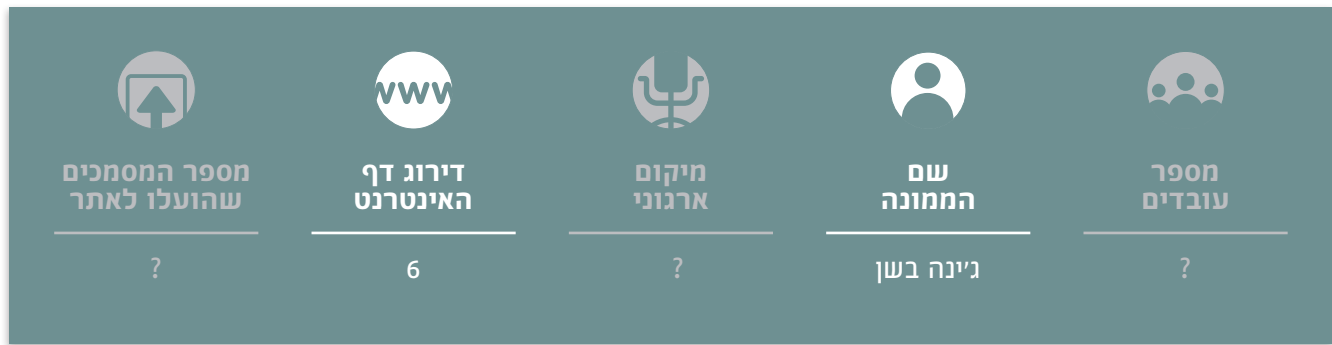 מספר
עובדים
?
שם
הממונה
ג׳ינה בשן
מיקום
ארגוני
?
www
דירוג דף
האינטרנט
6
מספר המסמכים
שהועלו לאתר
?